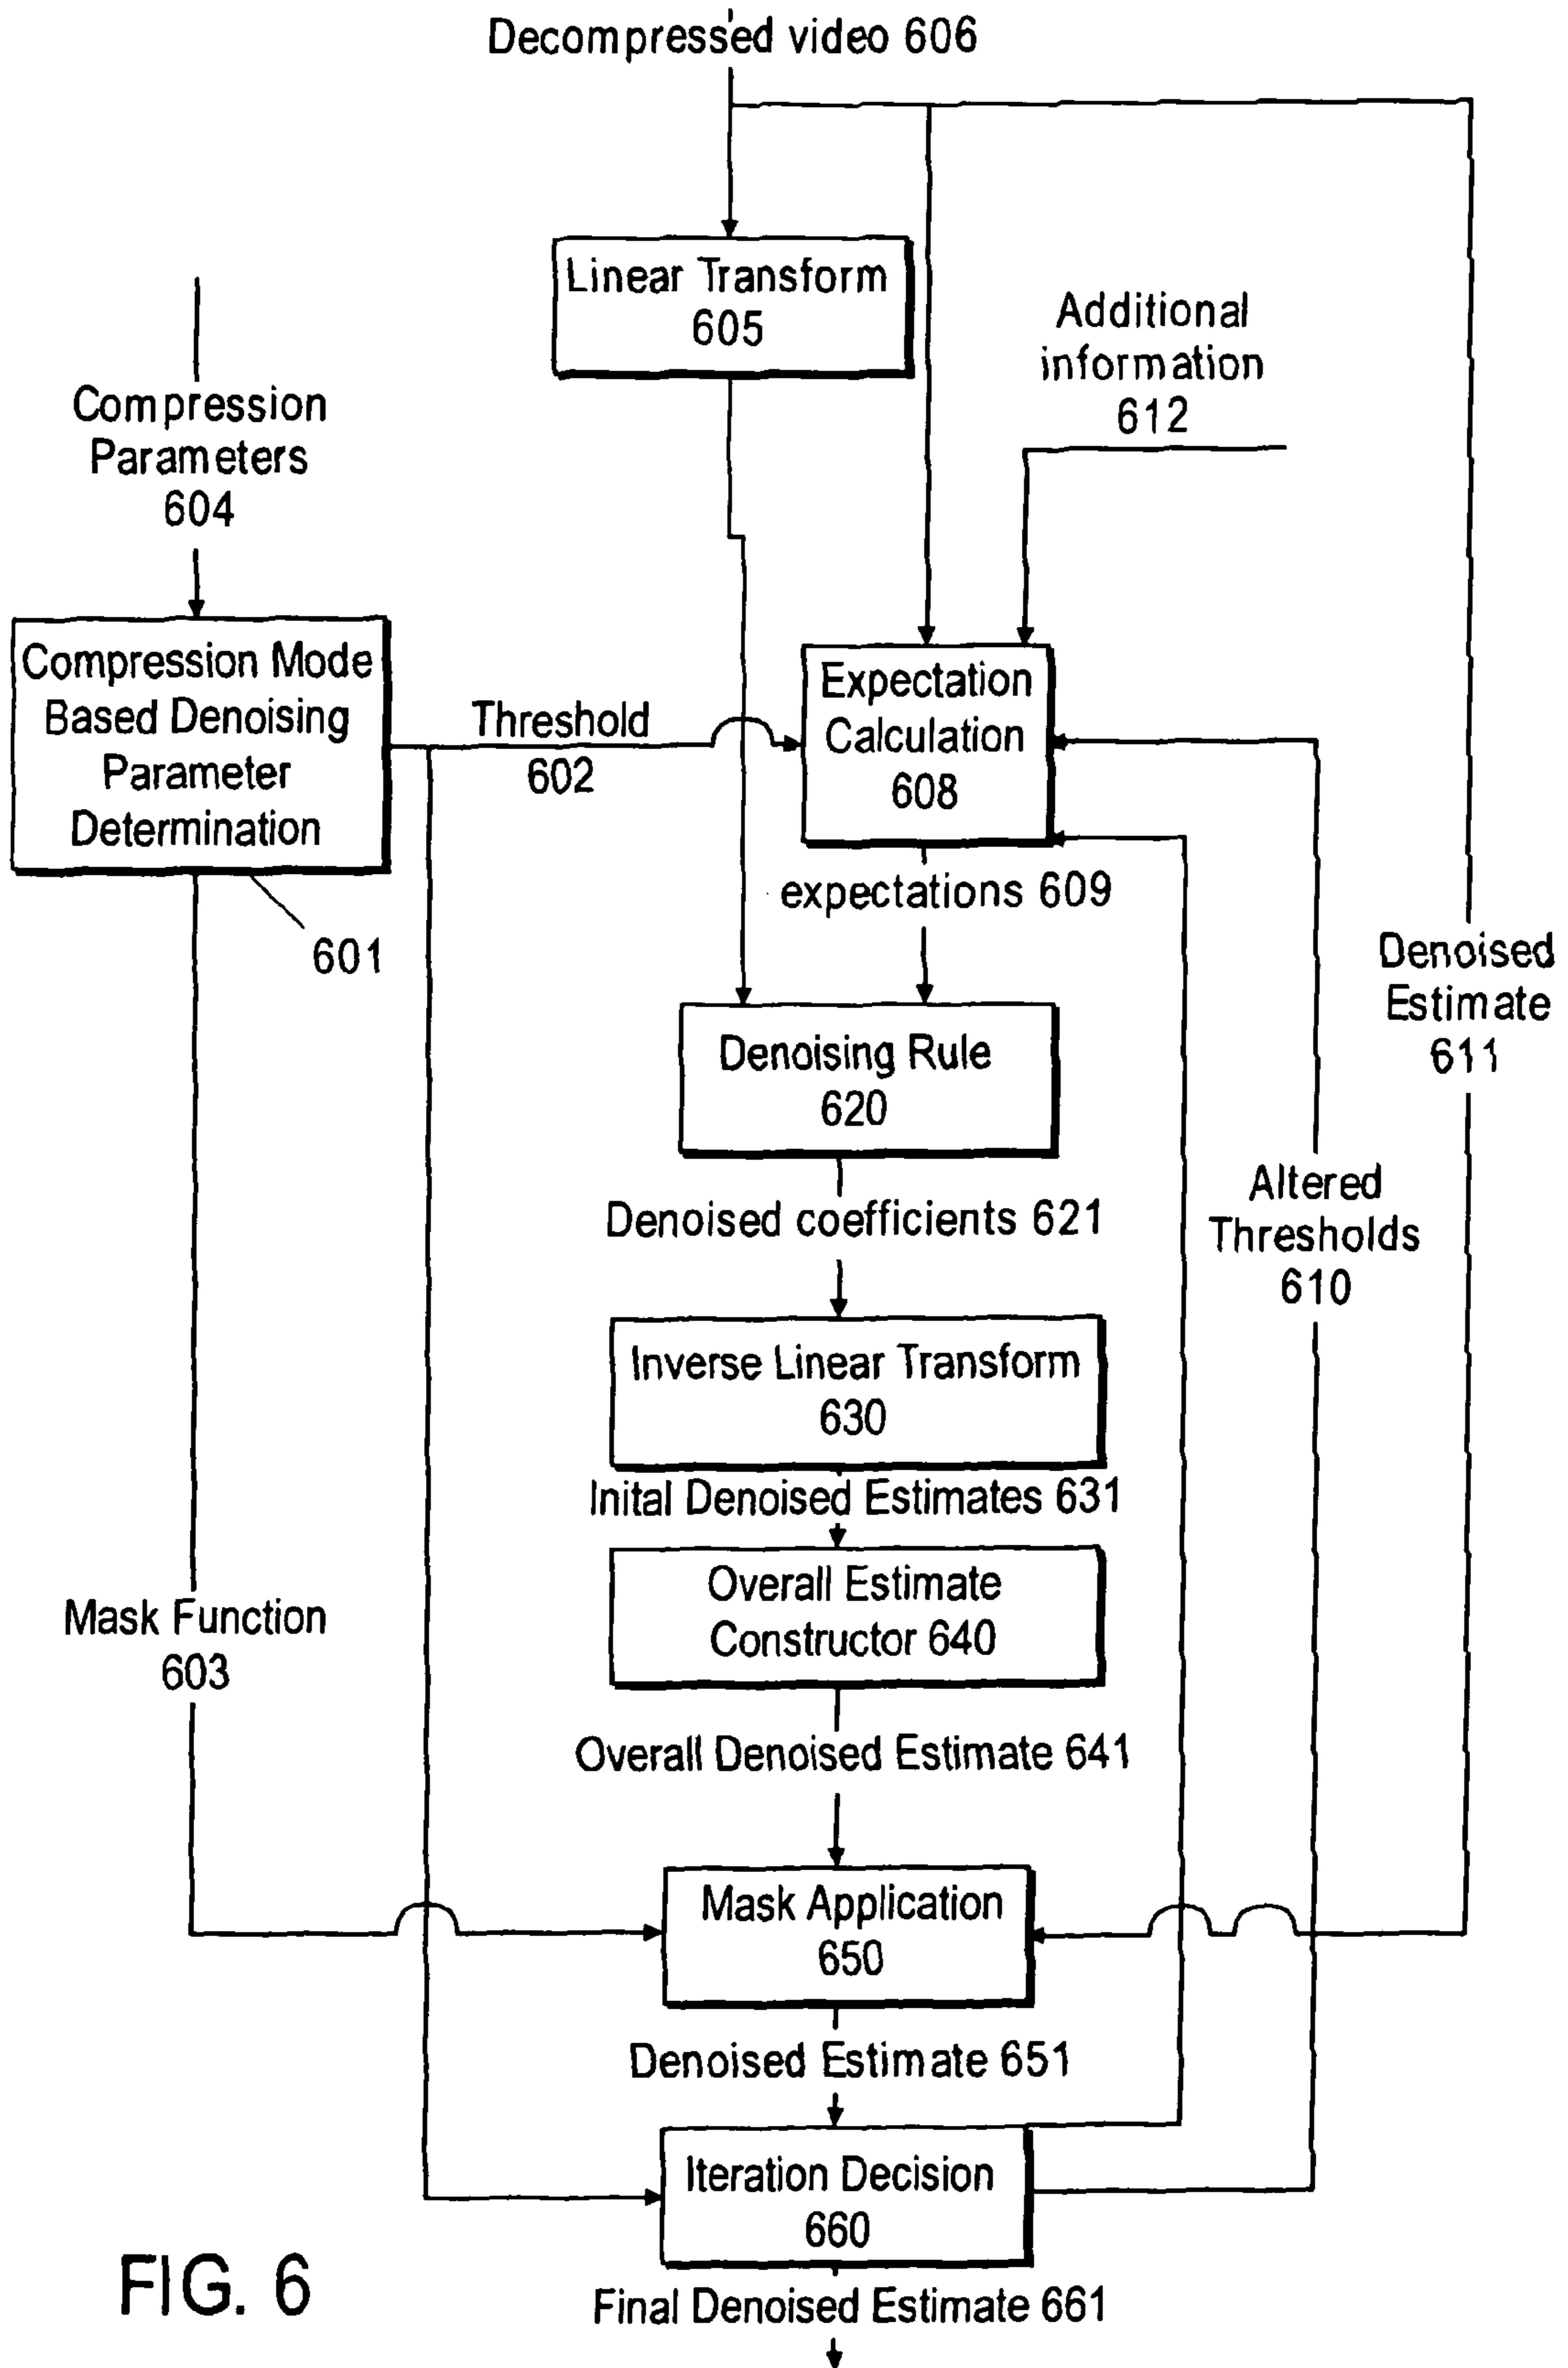 Decompressed video 606
Linear Transform
605
Additional
information
612
Compression
Parameters
604
Compression Mode
Based Denoising
Parameter
Determination
601
Threshold
602
Expectation
Calculation
608
expectations 609
Denoised
Estimate
611
Denoising Rule
620
Altered
Thresholds
610
Denoised coefficients 621
Inverse Linear Transform
630
Inital Denoised Estimates 631
Overall Estimate
Constructor 640
Mask Function
603
Overall Denoised Estimate 641
Mask Application
650
Denoised Estimate 651
Iteration Decision
660
Final Denoised Estimate 661
FIG. 6